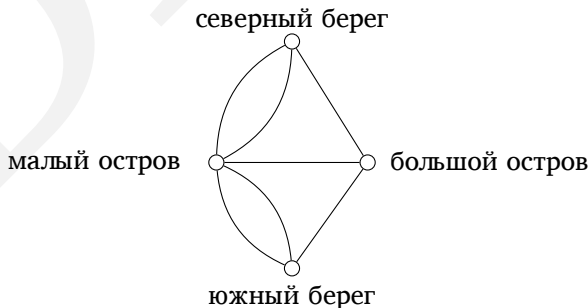 северный берег
малый остров
большой остров
южный берег